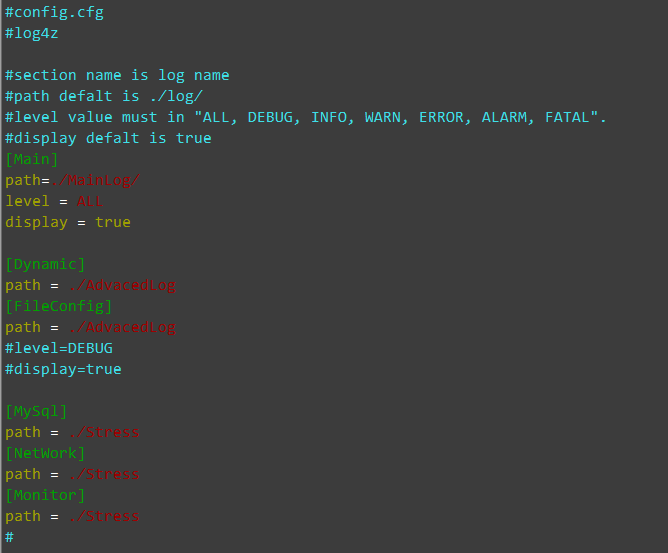 #config.cfg
#log4z
#section name is log name
#path defalt is ./log/
#level value must in "ALL, DEBUG, INFO, WARN, ERROR, ALARM, FATAL".
#display defalt is true
[Main]
path=./MainLog/
level = ALL
display = true
[Dynamic]
path = ./AdvacedLog
[FileConfig]
path = ./AdvacedLog
#level=DEBUG
#display=true
[MySql]
path = ./Stress
[NetWork]
path = ./Stress
[Monitor]
path = ./Stress
#